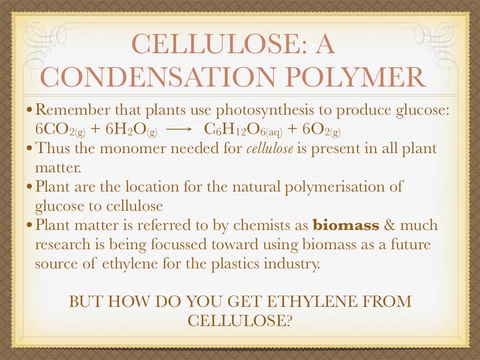 CELLULOSE: A
CONDENSATION POLYMER
•Remember that plants use photosynthesis to produce glucose:
6CO2(g) + 6H2O(g) ⟶ C6H12O6(aq) + 6O2(g)
•Thus the monomer needed for cellulose is present in all plant
matter.
•Plant are the location for the natural polymerisation of
glucose to cellulose
•Plant matter is referred to by chemists as biomass & much
research is being focussed toward using biomass as a future
source of ethylene for the plastics industry.
BUT HOW DO YOU GET ETHYLENE FROM
CELLULOSE?